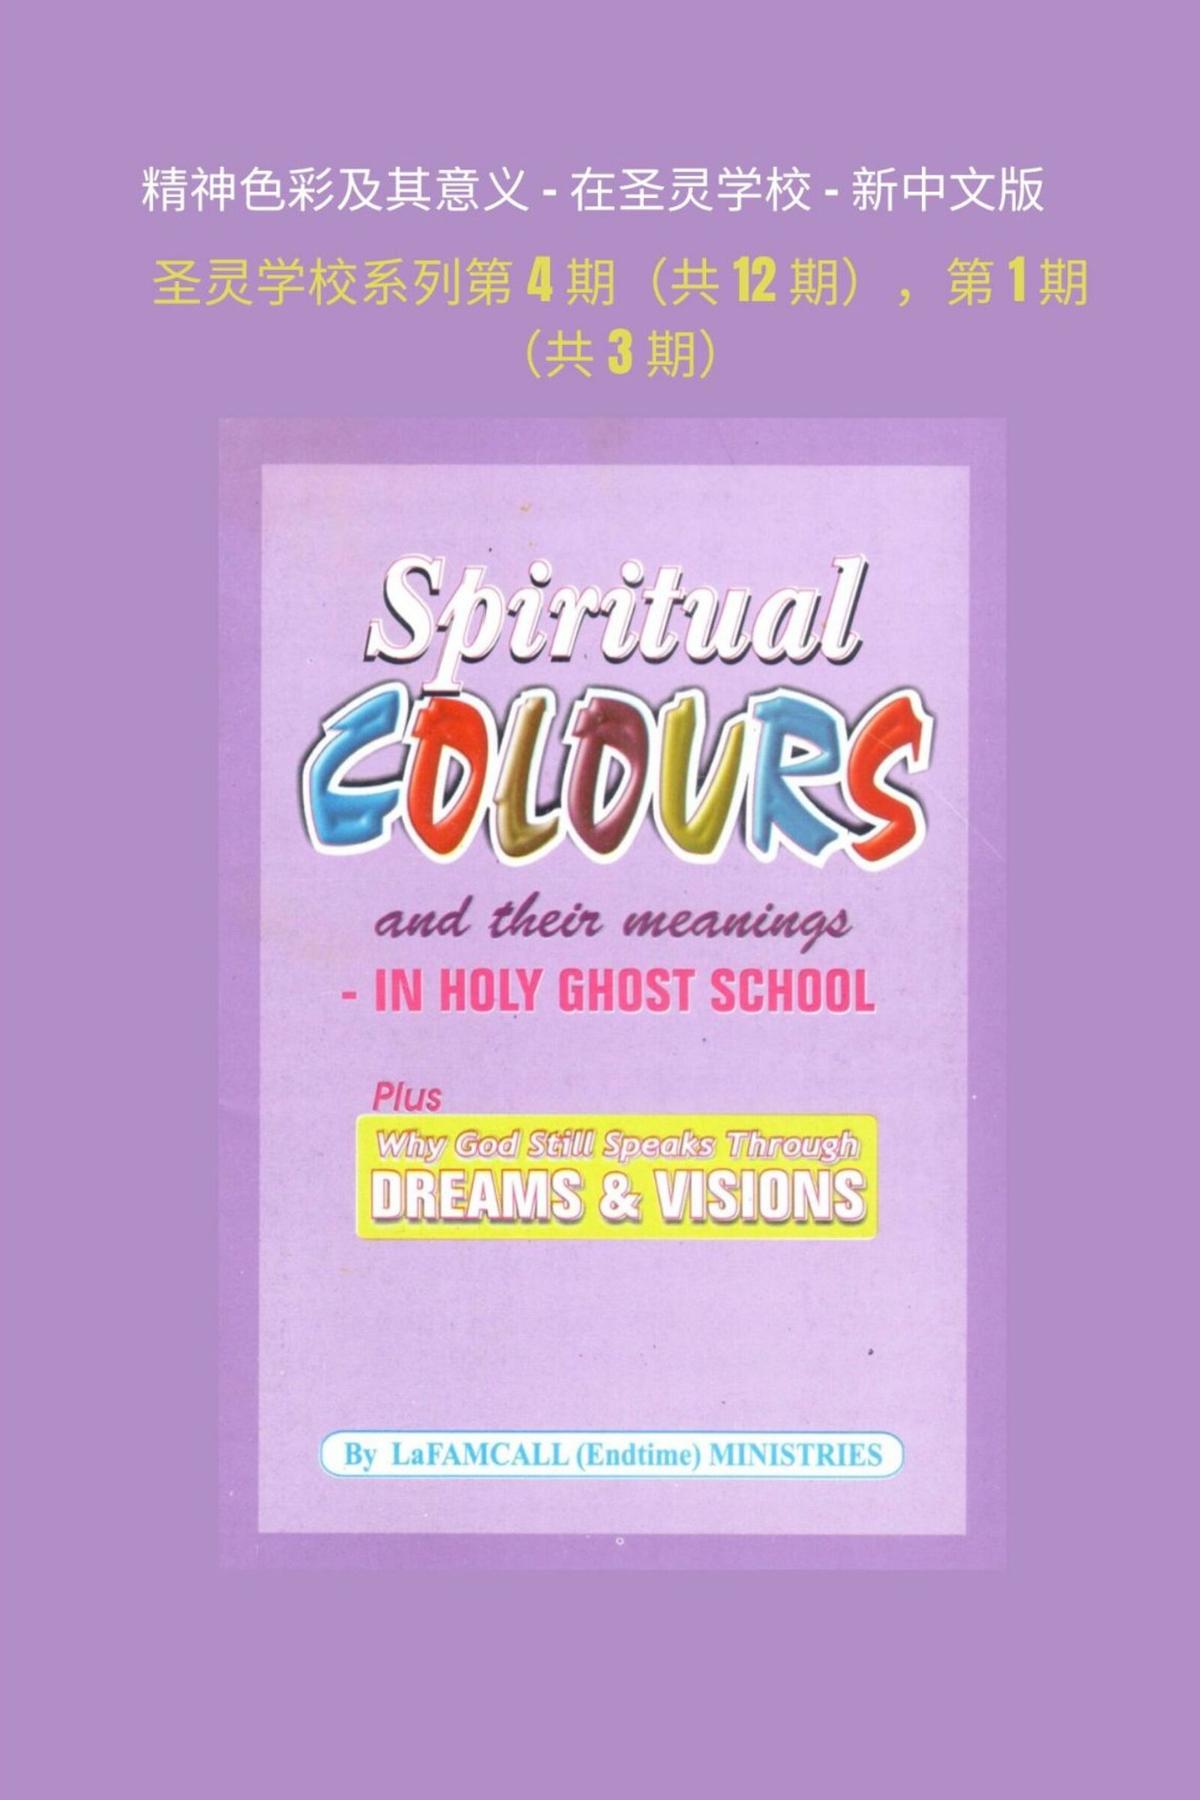 精神色彩及其意义 - 在圣灵学校 - 新中文版
圣灵学校系列第 4 期（共 12 期），第 1 期
（共 3 期）
Spiritual
COLOURS
and their meanings
- IN HOLY GHOST SCHOOL
Plus
Why God Still Speaks Through
DREAMS & VISIONS
By LaFAMCALL (Endtime) MINISTRIES